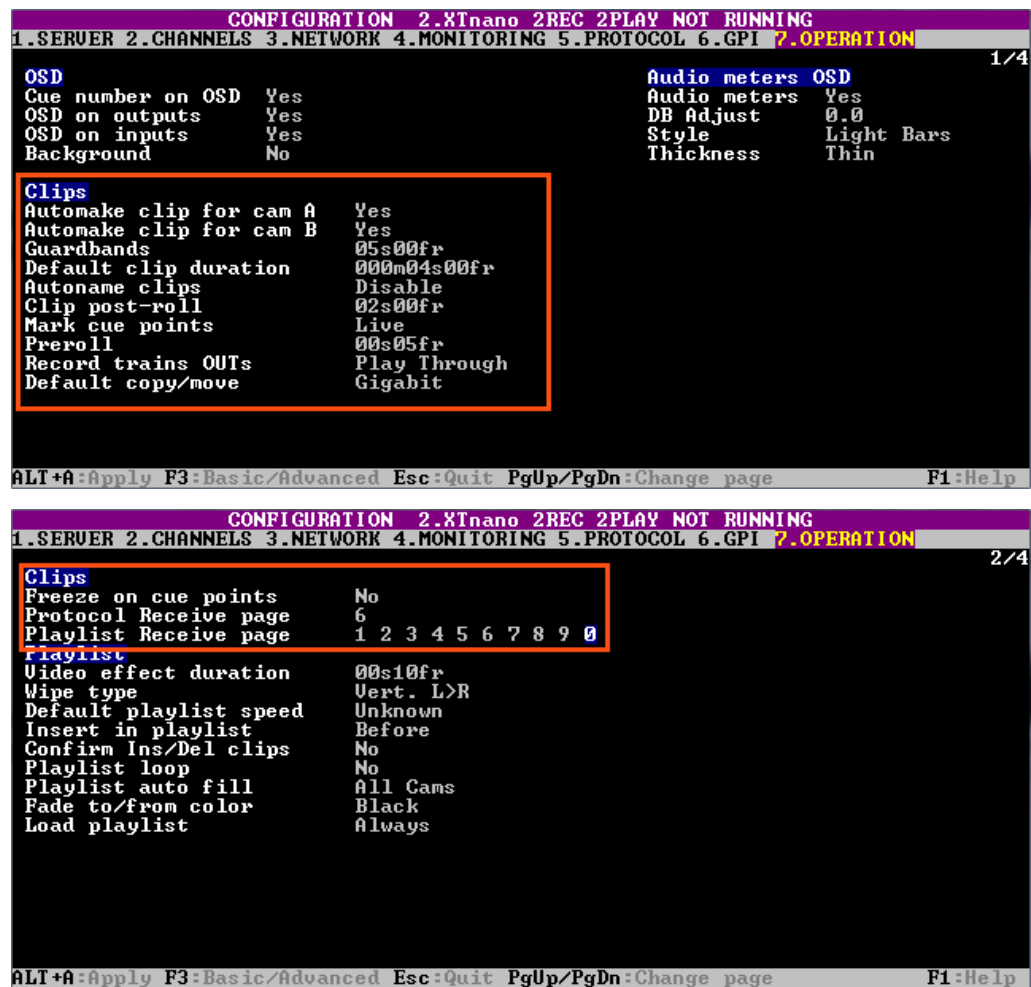 CONFIGURATION 2.XTnano 2REC 2PLAY NOT RUNNING
1.SERVER 2.CHANNELS 3.NETWORK 4.MONITORING 5.PROTOCOL 6.GPI 7.OPERATION
1/4
OSD Audio meters OSD
Cue number on OSD Yes Audio meters Yes
OSD on outputs Yes DB Adjust 0.0
OSD on inputs Yes Style Light Bars
Background No Thickness Thin
Clips
Automake clip for cam A Yes
Automake clip for cam B Yes
Guardbands 05s00fr
Default clip duration 000m04s00fr
Autoname clips Disable
Clip post-roll 02s00fr
Mark cue points Live
Preroll 00s05fr
Record trains OUTs Play Through
Default copy/move Gigabit
ALT+A:Apply F3:Basic/Advanced Esc:Quit PgUp/PgDn:Change page F1:Help
CONFIGURATION 2.XTnano 2REC 2PLAY NOT RUNNING
1.SERVER 2.CHANNELS 3.NETWORK 4.MONITORING 5.PROTOCOL 6.GPI 7.OPERATION
2/4
Clips
Freeze on cue points No
Protocol Receive page 6
Playlist Receive page 1 2 3 4 5 6 7 8 9 0
Playlist
Video effect duration 00s10fr
Wipe type Vert. L>R
Default playlist speed Unknown
Insert in playlist Before
Confirm Ins/Del clips No
Playlist loop No
Playlist auto fill All Cams
Fade to/from color Black
Load playlist Always
ALT+A:Apply F3:Basic/Advanced Esc:Quit PgUp/PgDn:Change page F1:Help